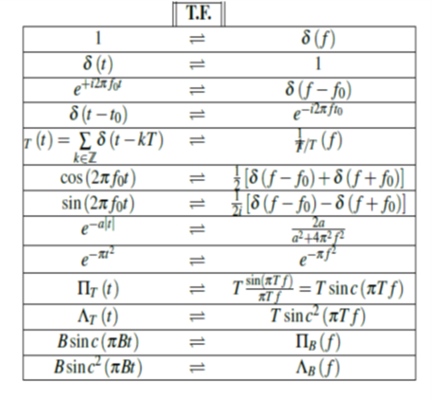 T.F.
1 ⇌ δ(f)
δ(t) ⇌ 1
e^{+i2πf₀t} ⇌ δ(f − f₀)
δ(t − t₀) ⇌ e^{−i2πft₀}
T(t) = ∑_{k∈ℤ} δ(t − kT) ⇌ 1/T 1/T(f)
cos(2πf₀t) ⇌ ½[δ(f − f₀) + δ(f + f₀)]
sin(2πf₀t) ⇌ 1/2i [δ(f − f₀) − δ(f + f₀)]
e^{−a|t|} ⇌ 2a/(a² + 4π²f²)
e^{−πt²} ⇌ e^{−πf²}
Π_T(t) ⇌ T sin(πTf)/πTf = T sinc(πTf)
Λ_T(t) ⇌ T sinc²(πTf)
B sinc(πBt) ⇌ Π_B(f)
B sinc²(πBt) ⇌ Λ_B(f)